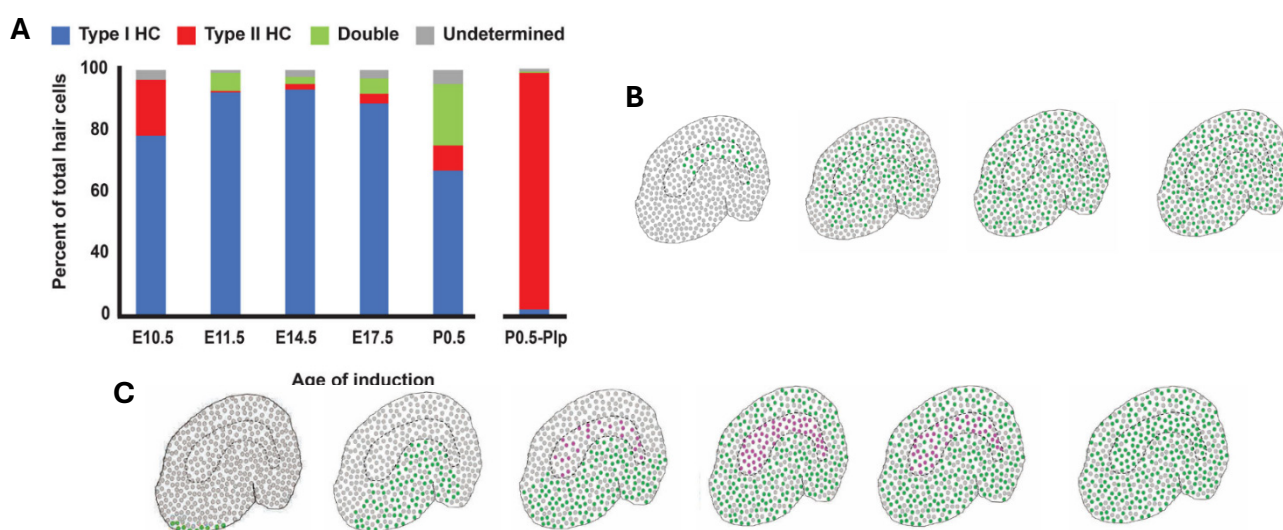 A
Type I HC Type II HC Double Undetermined
Percent of total hair cells
100
80
60
40
20
0
E10.5 E11.5 E14.5 E17.5 P0.5 P0.5-Plp
Age of induction
B
C